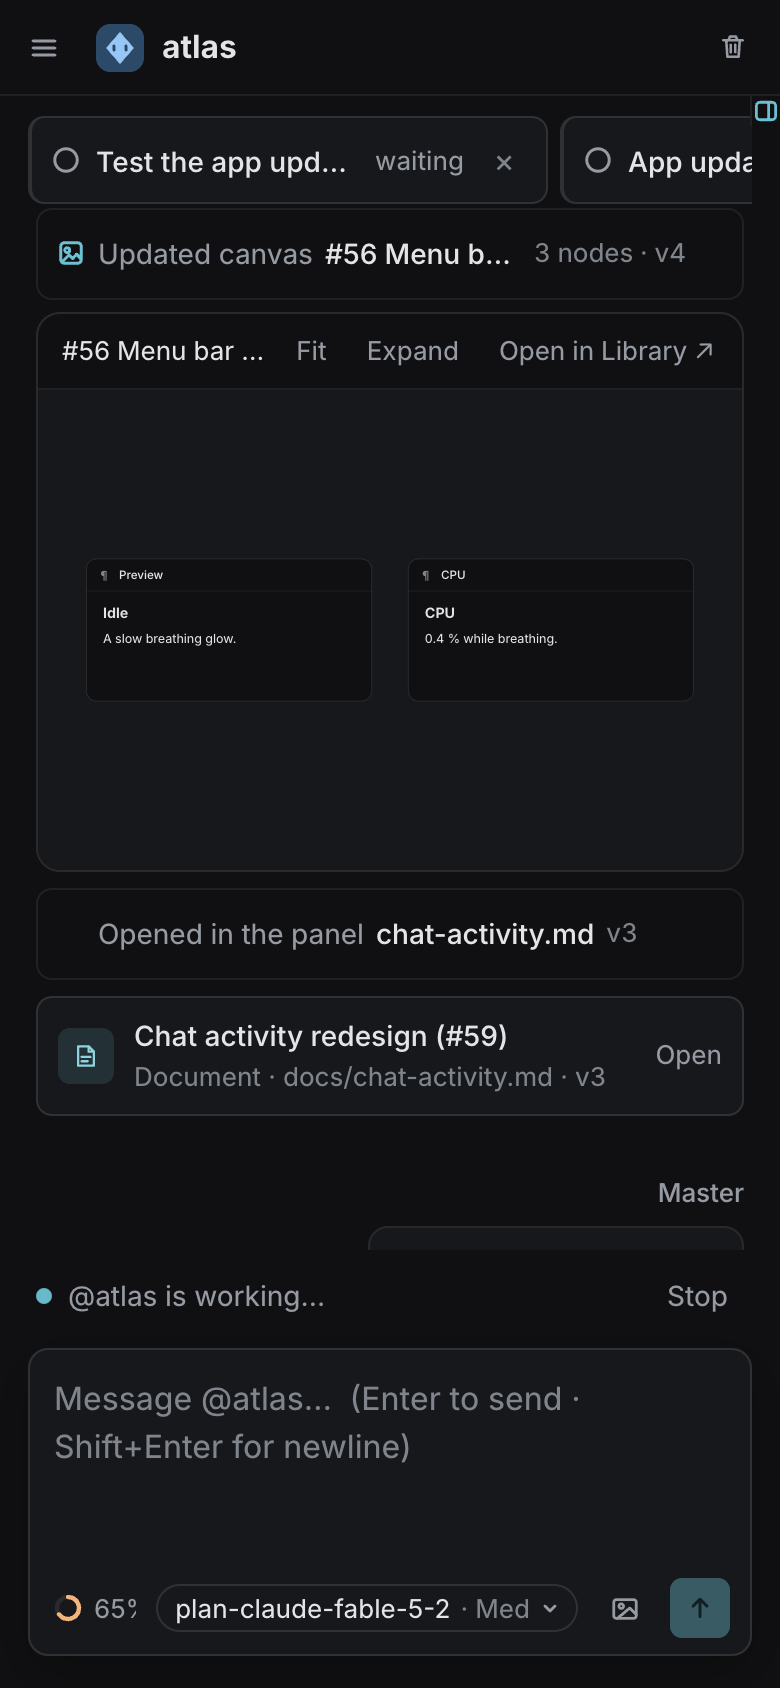 atlas
Test the app upd... waiting ×
App upda
Updated canvas #56 Menu b... 3 nodes · v4
#56 Menu bar ... Fit Expand Open in Library ↗
¶ Preview
Idle
A slow breathing glow.
¶ CPU
CPU
0.4 % while breathing.
Opened in the panel chat-activity.md v3
Chat activity redesign (#59)
Document · docs/chat-activity.md · v3
Open
Master
@atlas is working... Stop
Message @atlas... (Enter to send ·
Shift+Enter for newline)
65% plan-claude-fable-5-2 · Med